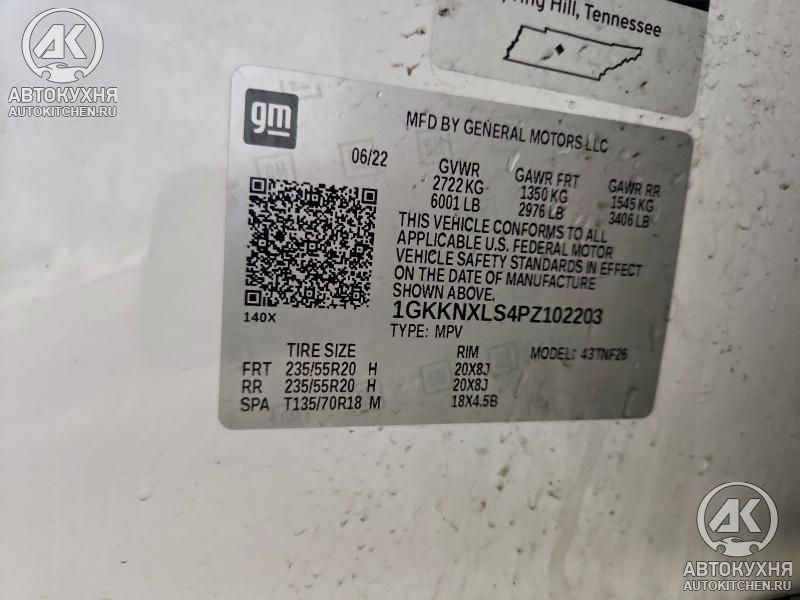 АК
АВТОКУХНЯ
AUTOKITCHEN.RU
Hill, Tennessee
gm
MFD BY GENERAL MOTORS LLC
06/22
GVWR
2722 KG
6001 LB
GAWR FRT
1350 KG
2976 LB
GAWR RR
1545 KG
3406 LB
THIS VEHICLE CONFORMS TO ALL
APPLICABLE U.S. FEDERAL MOTOR
VEHICLE SAFETY STANDARDS IN EFFECT
ON THE DATE OF MANUFACTURE
SHOWN ABOVE.
140X
1GKKNXLS4PZ102203
TYPE: MPV
MODEL: 43TNF26
TIRE SIZE
RIM
FRT 235/55R20 H 20X8J
RR 235/55R20 H 20X8J
SPA T135/70R18 M 18X4.5B
АК
АВТОКУХНЯ
AUTOKITCHEN.RU